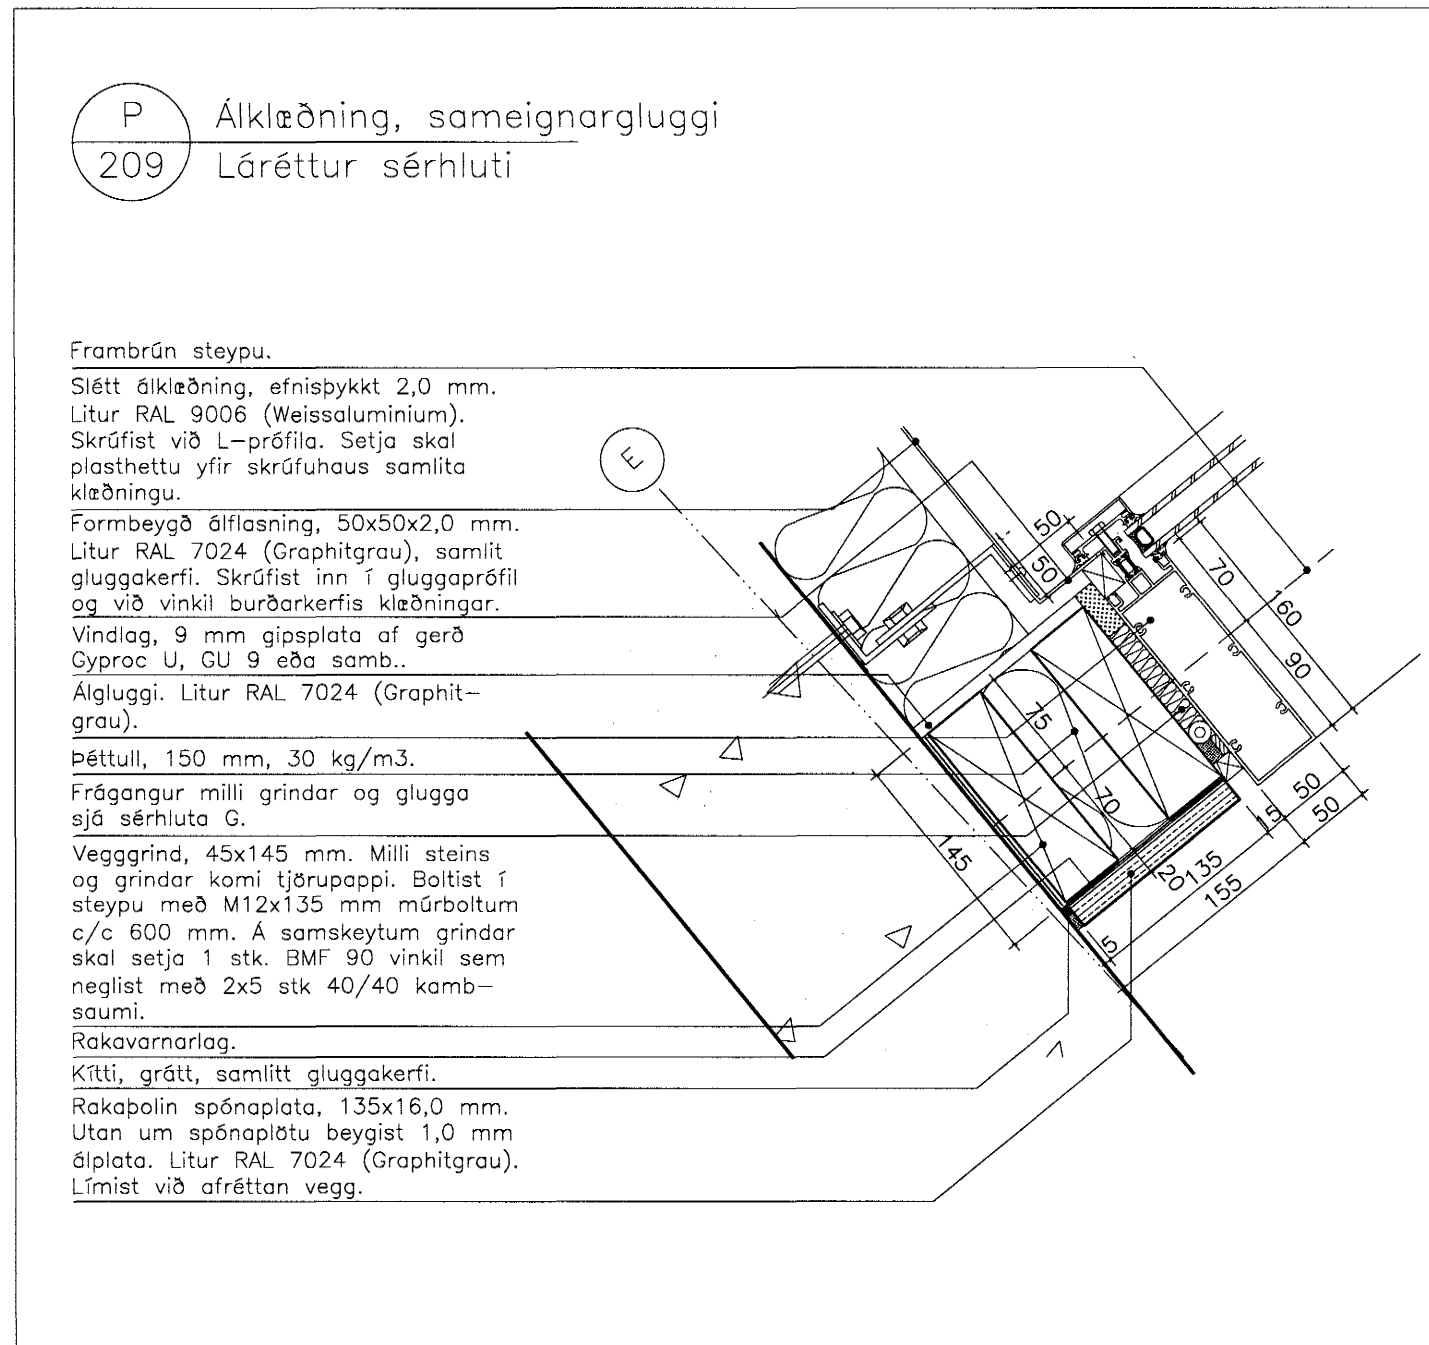 P
209
Álklæðning, sameignargluggi
Láréttur sérhluti
Frambrún steypu.
Slétt álklæðning, efnisþykkt 2,0 mm.
Litur RAL 9006 (Weissaluminium).
Skrúfist við L-prófíla. Setja skal
plasthettu yfir skrúfuhaus samlita
klæðningu.
Formbeygð álflasning, 50x50x2,0 mm.
Litur RAL 7024 (Graphitgrau), samlit
gluggakerfi. Skrúfist inn í gluggaprófíl
og við vinkil burðarkerfis klæðningar.
Vindlag, 9 mm gipsplata af gerð
Gyproc U, GU 9 eða samb..
Álgluggi. Litur RAL 7024 (Graphit-
grau).
Þéttull, 150 mm, 30 kg/m3.
Frágangur milli grindar og glugga
sjá sérhluta G.
Vegggrind, 45x145 mm. Milli steins
og grindar komi tjörupappi. Boltist í
steypu með M12x135 mm múrboltum
c/c 600 mm. Á samskeytum grindar
skal setja 1 stk. BMF 90 vinkil sem
neglist með 2x5 stk 40/40 kamb-
saumi.
Rakavarnarlag.
Kítti, grátt, samlitt gluggakerfi.
Rakaþolin spónaplata, 135x16,0 mm.
Utan um spónaplötu beygist 1,0 mm
álplata. Litur RAL 7024 (Graphitgrau).
Límist við afréttan vegg.
E
50
50
70
160
90
75
70
145
50
50
15
20
135
155
5